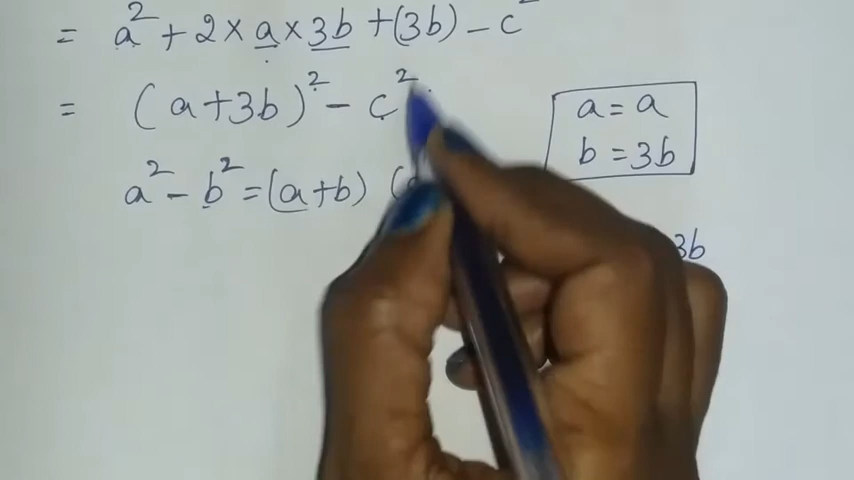 = a² + 2 × a × 3b + (3b) - c²
= (a+3b)² - c²
a² - b² = (a+b) (
a = a
b = 3b
3b